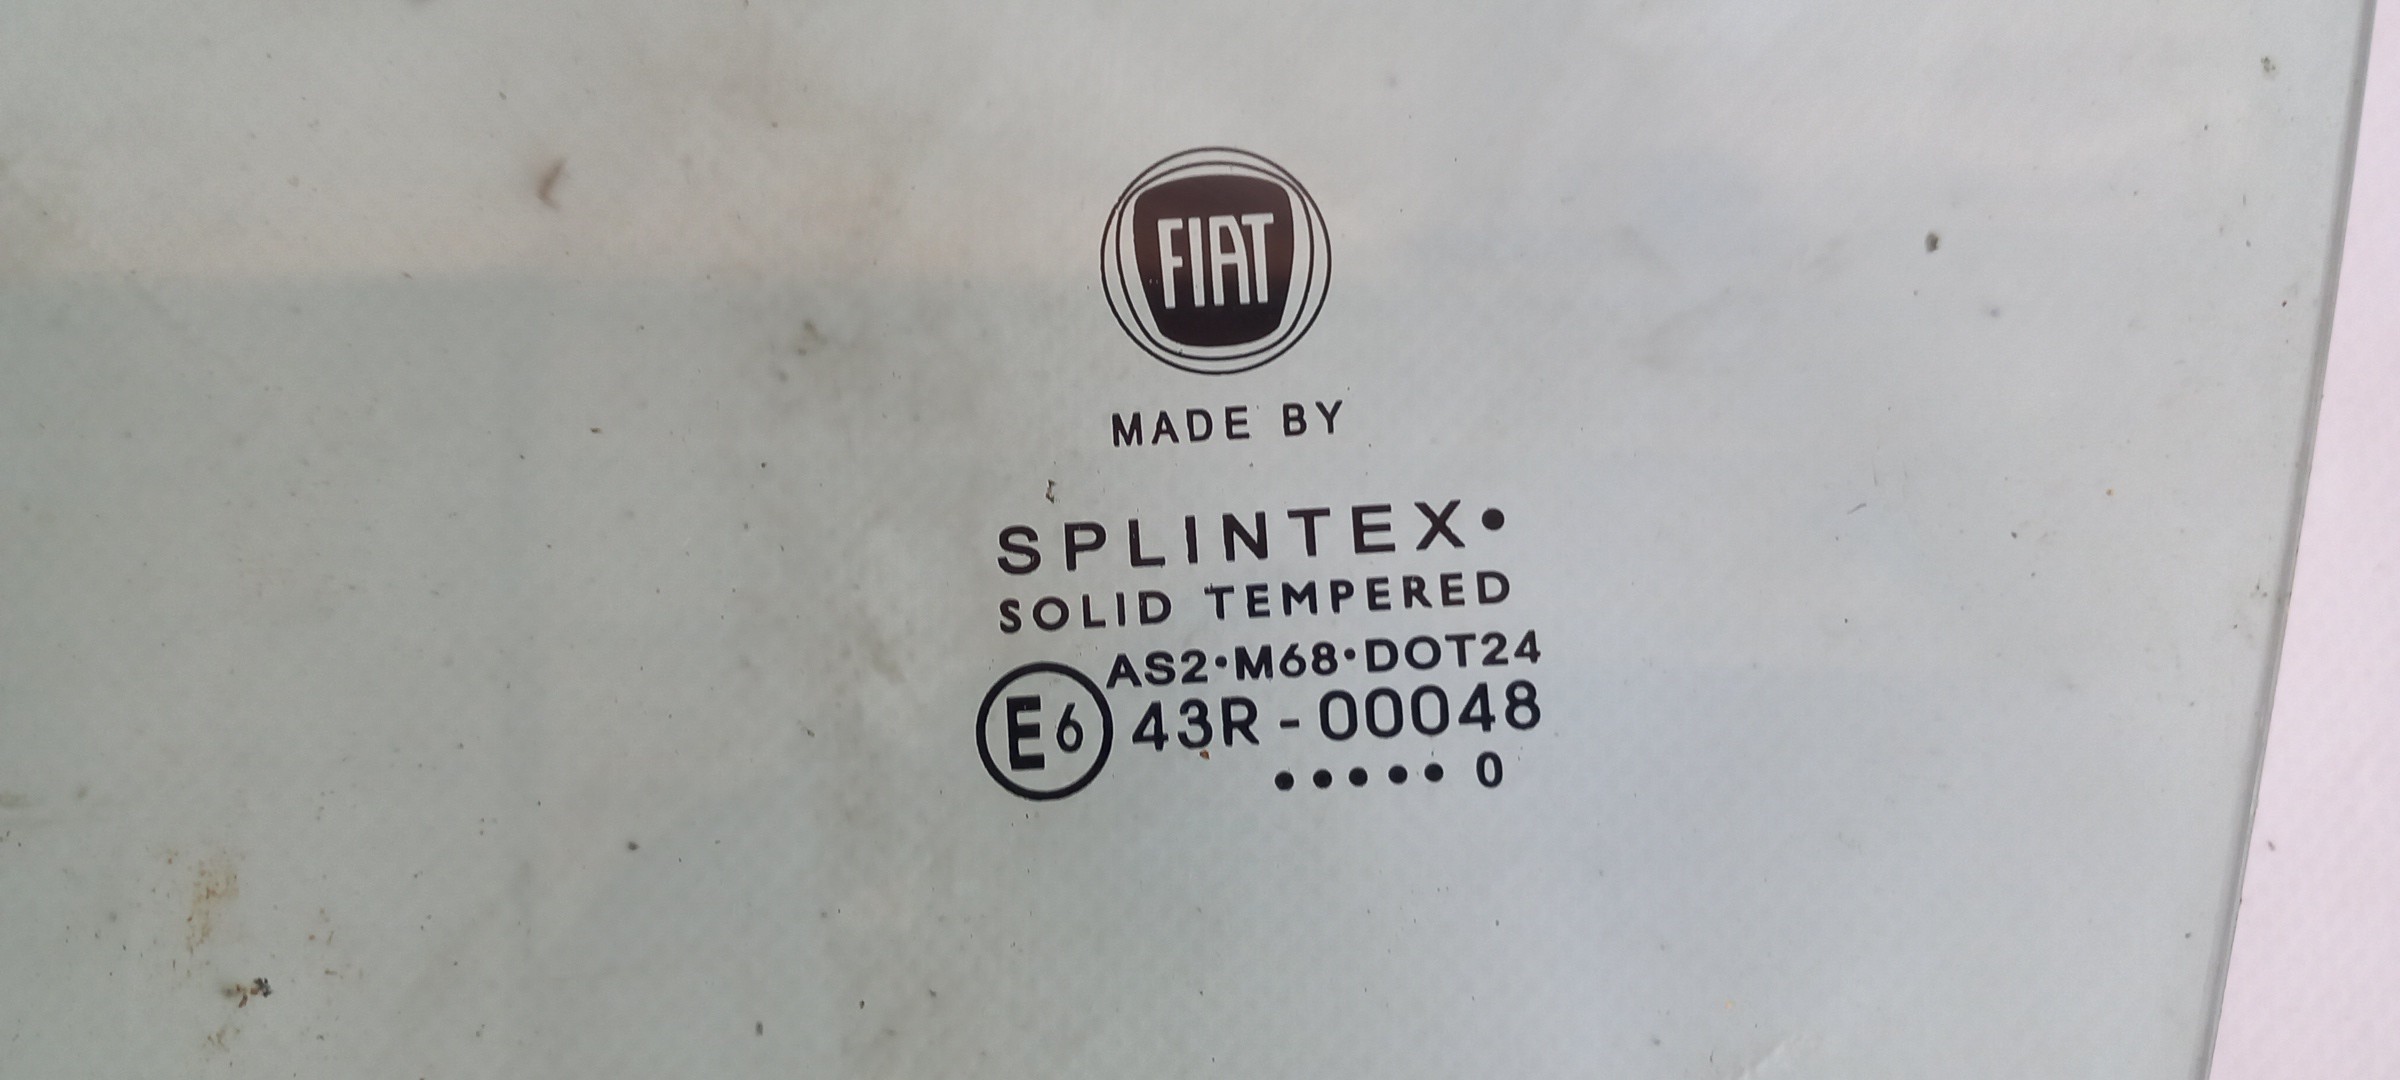 FIAT
MADE BY
SPLINTEX•
SOLID TEMPERED
AS2•M68•DOT24
E6 43R-00048
••••• 0